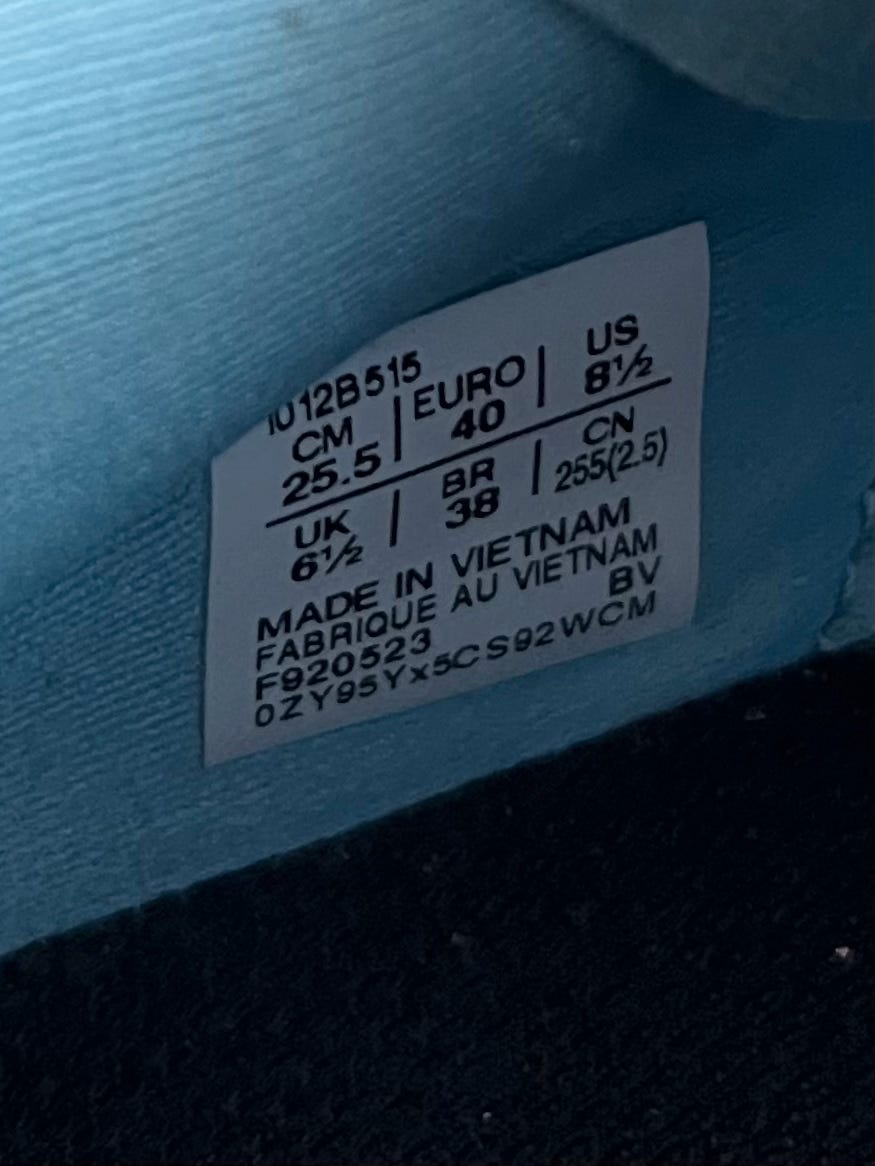 1012B515
CM | EURO | US
25.5 | 40 | 8½
UK | BR | CN
6½ | 38 | 255(2.5)
MADE IN VIETNAM
FABRIQUE AU VIETNAM
F920523 BV
0ZY95Yx5CS92WCM